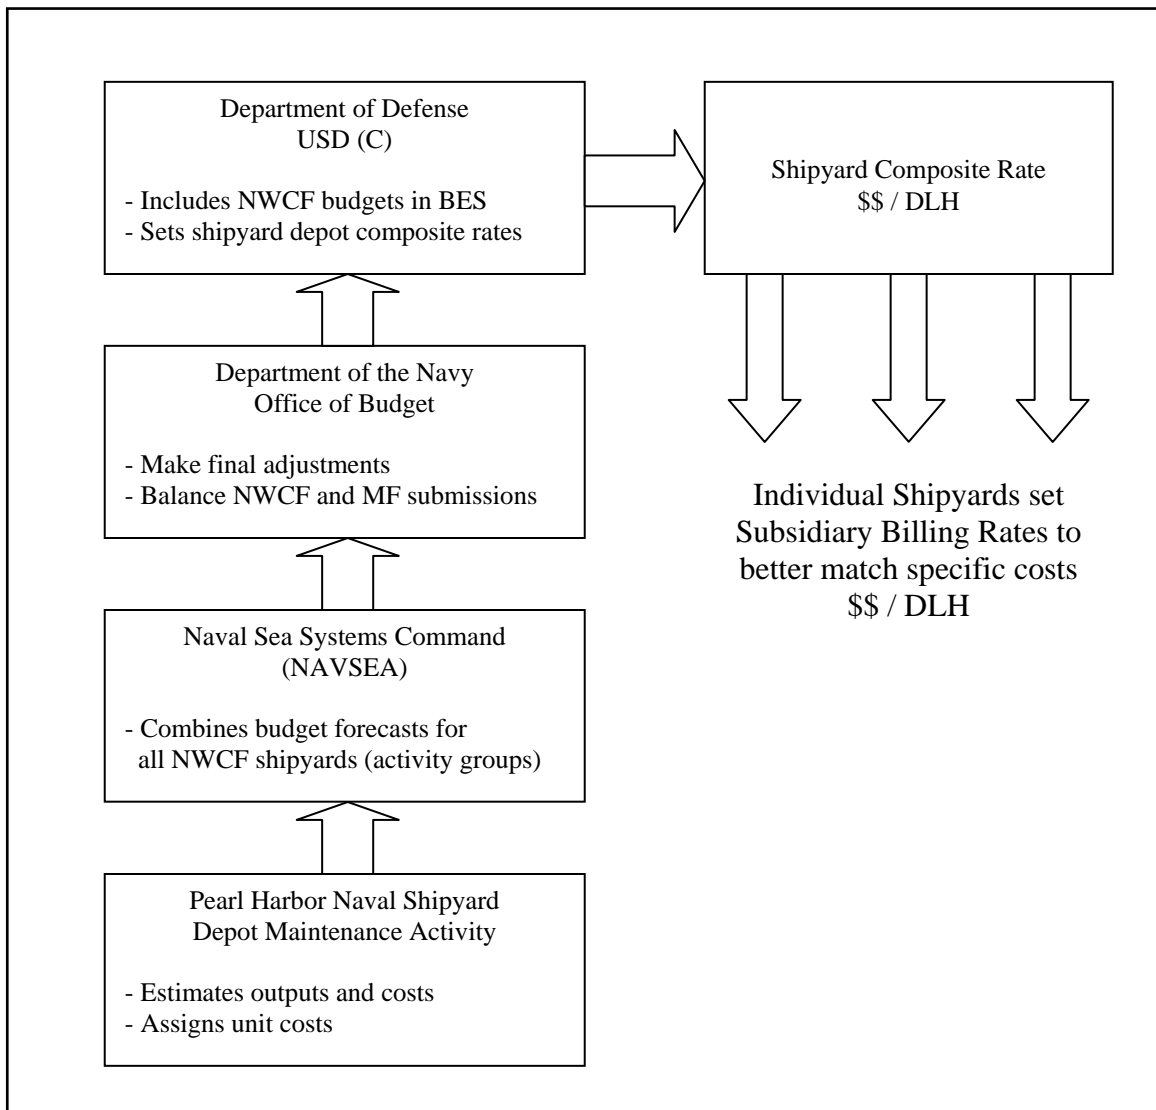 Department of Defense
USD (C)
- Includes NWCF budgets in BES
- Sets shipyard depot composite rates
Shipyard Composite Rate
$$ / DLH
Department of the Navy
Office of Budget
- Make final adjustments
- Balance NWCF and MF submissions
Individual Shipyards set
Subsidiary Billing Rates to
better match specific costs
$$ / DLH
Naval Sea Systems Command
(NAVSEA)
- Combines budget forecasts for
all NWCF shipyards (activity groups)
Pearl Harbor Naval Shipyard
Depot Maintenance Activity
- Estimates outputs and costs
- Assigns unit costs